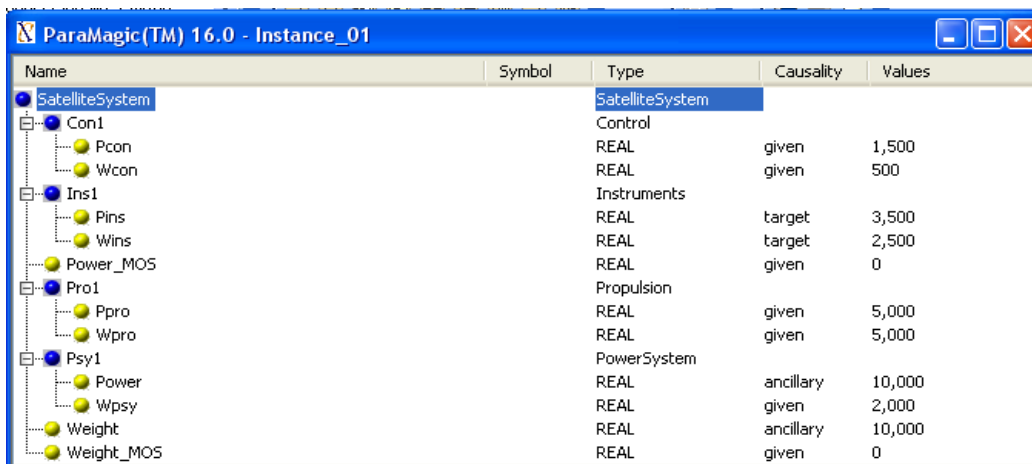 ParaMagic(TM) 16.0 - Instance_01
Name Symbol Type Causality Values
SatelliteSystem SatelliteSystem
Con1 Control
Pcon REAL given 1,500
Wcon REAL given 500
Ins1 Instruments
Pins REAL target 3,500
Wins REAL target 2,500
Power_MOS REAL given 0
Pro1 Propulsion
Ppro REAL given 5,000
Wpro REAL given 5,000
Psy1 PowerSystem
Power REAL ancillary 10,000
Wpsy REAL given 2,000
Weight REAL ancillary 10,000
Weight_MOS REAL given 0